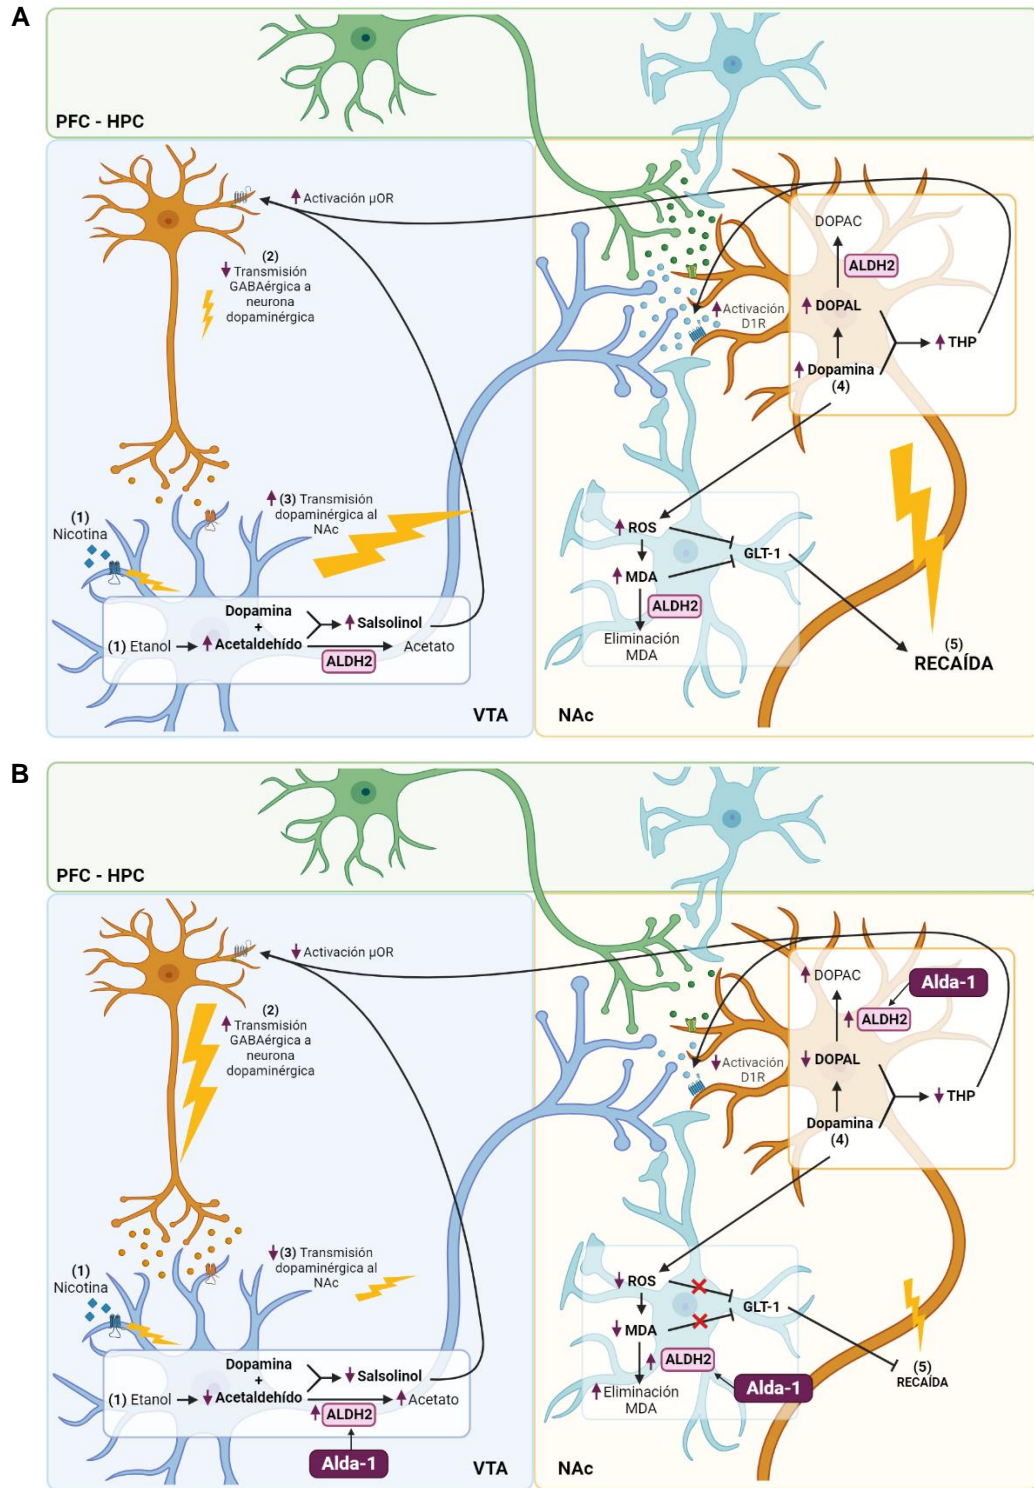 A
PFC - HPC
Activación µOR
(2)
Transmisión
GABAérgica a
neurona
dopaminérgica
(1)
Nicotina
(3) Transmisión
dopaminérgica al
NAc
Dopamina
+
(1) Etanol
Acetaldehído
Salsolinol
Acetato
ALDH2
VTA
DOPAC
ALDH2
DOPAL
THP
Dopamina
(4)
Activación
D1R
ROS
GLT-1
MDA
ALDH2
Eliminación
MDA
(5)
RECAÍDA
NAc
B
PFC - HPC
Activación µOR
(2)
Transmisión
GABAérgica a
neurona
dopaminérgica
(1)
Nicotina
(3) Transmisión
dopaminérgica al
NAc
Dopamina
+
(1) Etanol
Acetaldehído
Salsolinol
Acetato
ALDH2
Alda-1
VTA
DOPAC
Alda-1
ALDH2
DOPAL
THP
Dopamina
(4)
Activación
D1R
ROS
GLT-1
MDA
ALDH2
Alda-1
Eliminación
MDA
(5)
RECAÍDA
NAc